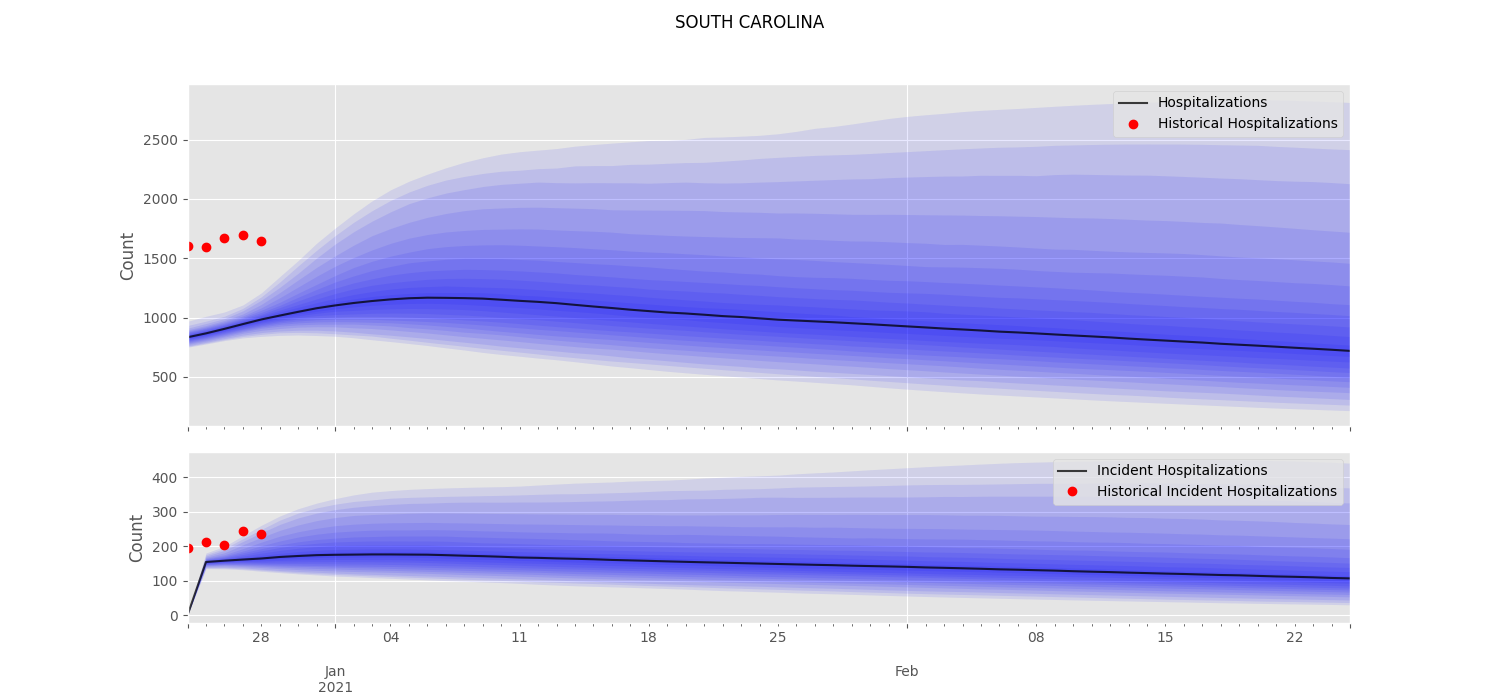 SOUTH CAROLINA
Hospitalizations
Historical Hospitalizations
Count
2500
2000
1500
1000
500
Incident Hospitalizations
Historical Incident Hospitalizations
Count
400
300
200
100
0
28 04 11 18 25 08 15 22
Jan Feb
2021